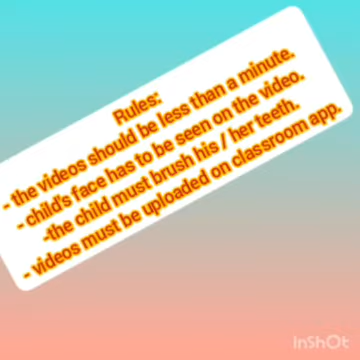 Rules:
- the videos should be less than a minute.
- child's face has to be seen on the video.
-the child must brush his / her teeth.
- videos must be uploaded on classroom app.
InShOt